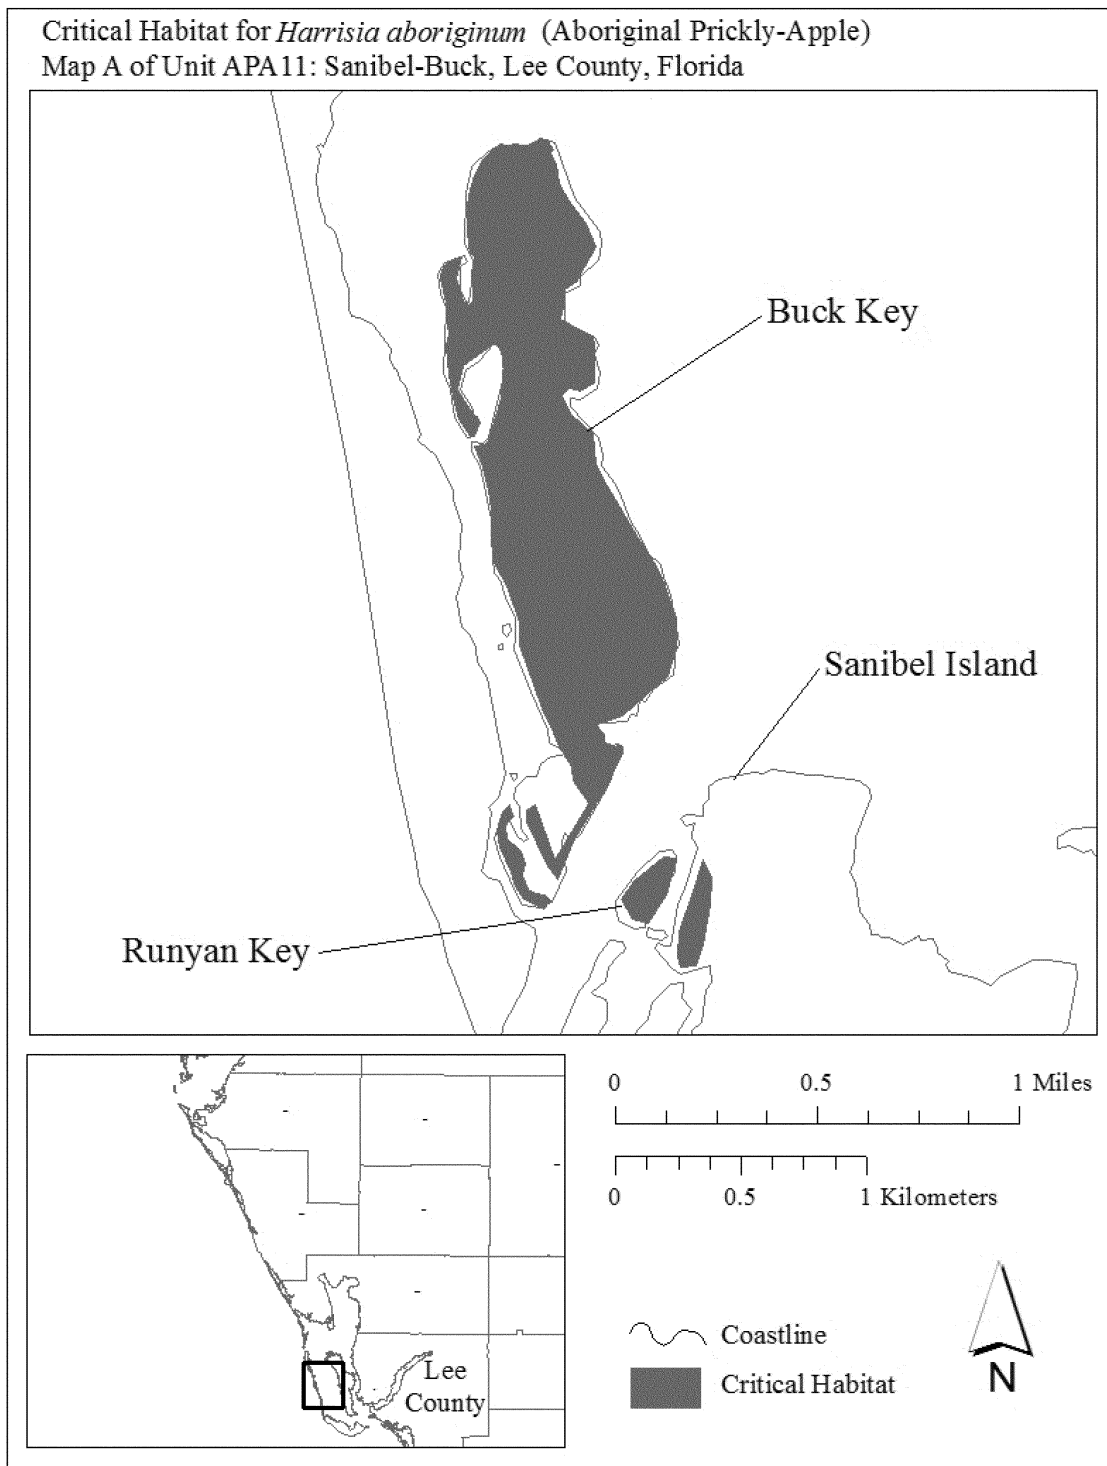 Critical Habitat for Harrisia aboriginum (Aboriginal Prickly-Apple)
Map A of Unit APA11: Sanibel-Buck, Lee County, Florida
Buck Key
Sanibel Island
Runyan Key
0 0.5 1 Miles
0 0.5 1 Kilometers
Lee
County
Coastline
Critical Habitat
N